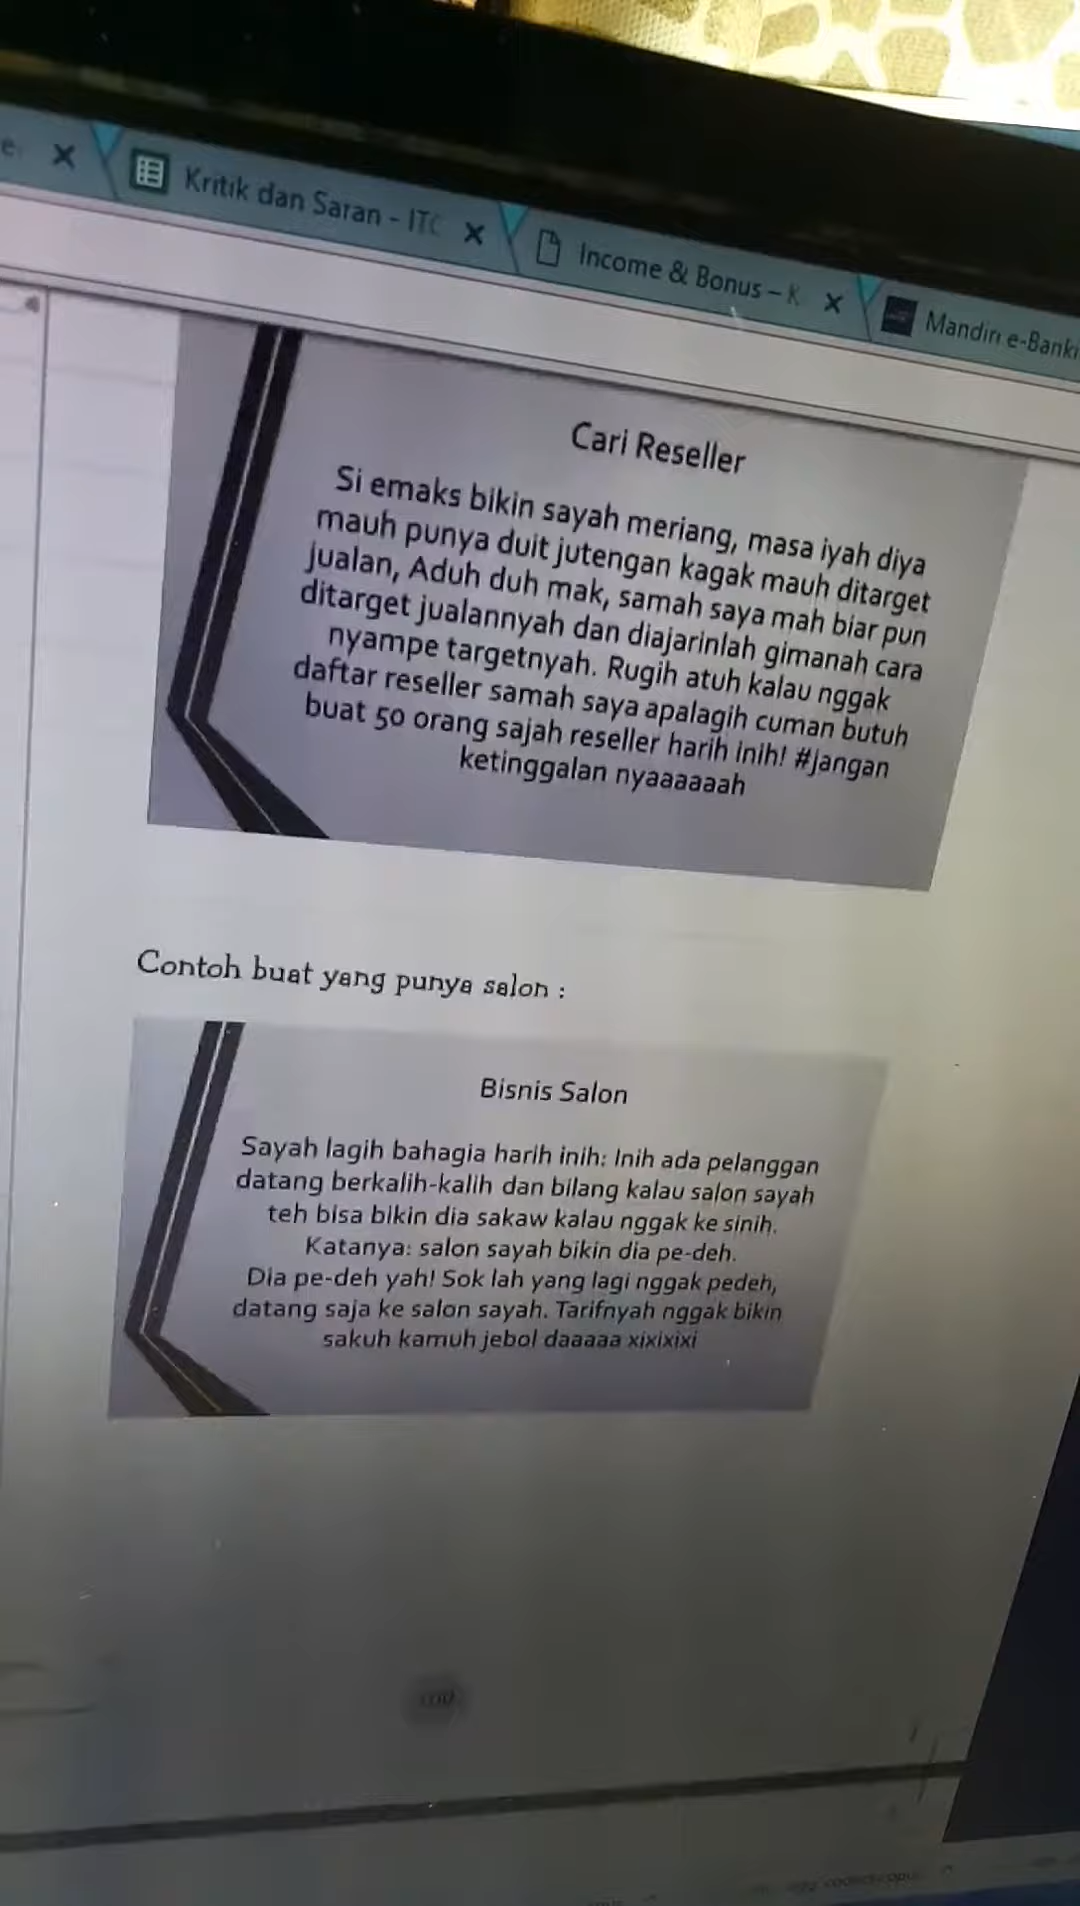 Kritik dan Saran - ITC
Income & Bonus – K
Mandiri e-Banki
Cari Reseller
Si emaks bikin sayah meriang, masa iyah diya
mauh punya duit jutengan kagak mauh ditarget
jualan, Aduh duh mak, samah saya mah biar pun
ditarget jualannyah dan diajarinlah gimanah cara
nyampe targetnyah. Rugih atuh kalau nggak
daftar reseller samah saya apalagih cuman butuh
buat 50 orang sajah reseller harih inih! #jangan
ketinggalan nyaaaaaah
Contoh buat yang punya salon :
Bisnis Salon
Sayah lagih bahagia harih inih: Inih ada pelanggan
datang berkalih-kalih dan bilang kalau salon sayah
teh bisa bikin dia sakaw kalau nggak ke sinih.
Katanya: salon sayah bikin dia pe-deh.
Dia pe-deh yah! Sok lah yang lagi nggak pedeh,
datang saja ke salon sayah. Tarifnyah nggak bikin
sakuh kamuh jebol daaaaa xixixixi